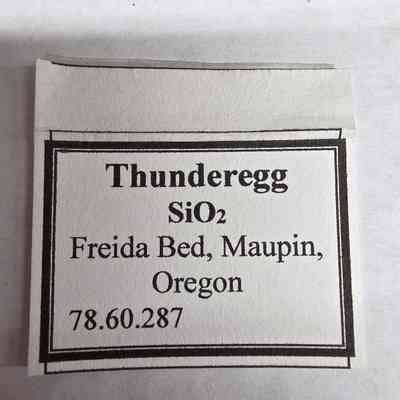 Thunderegg
SiO₂
Freida Bed, Maupin,
Oregon
78.60.287